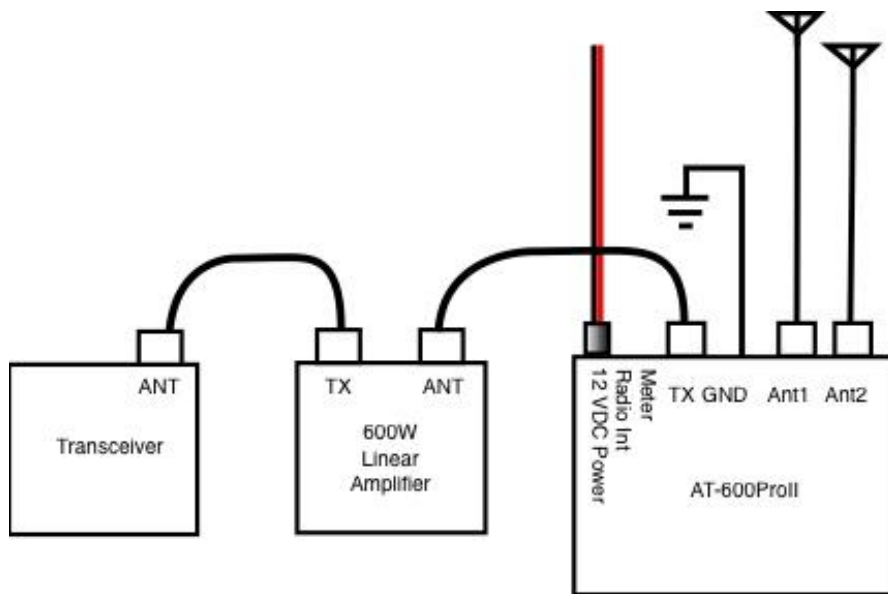 ANT
Transceiver
TX
ANT
600W
Linear
Amplifier
Meter
Radio Int
12 VDC Power
TX GND
Ant1
Ant2
AT-600ProII